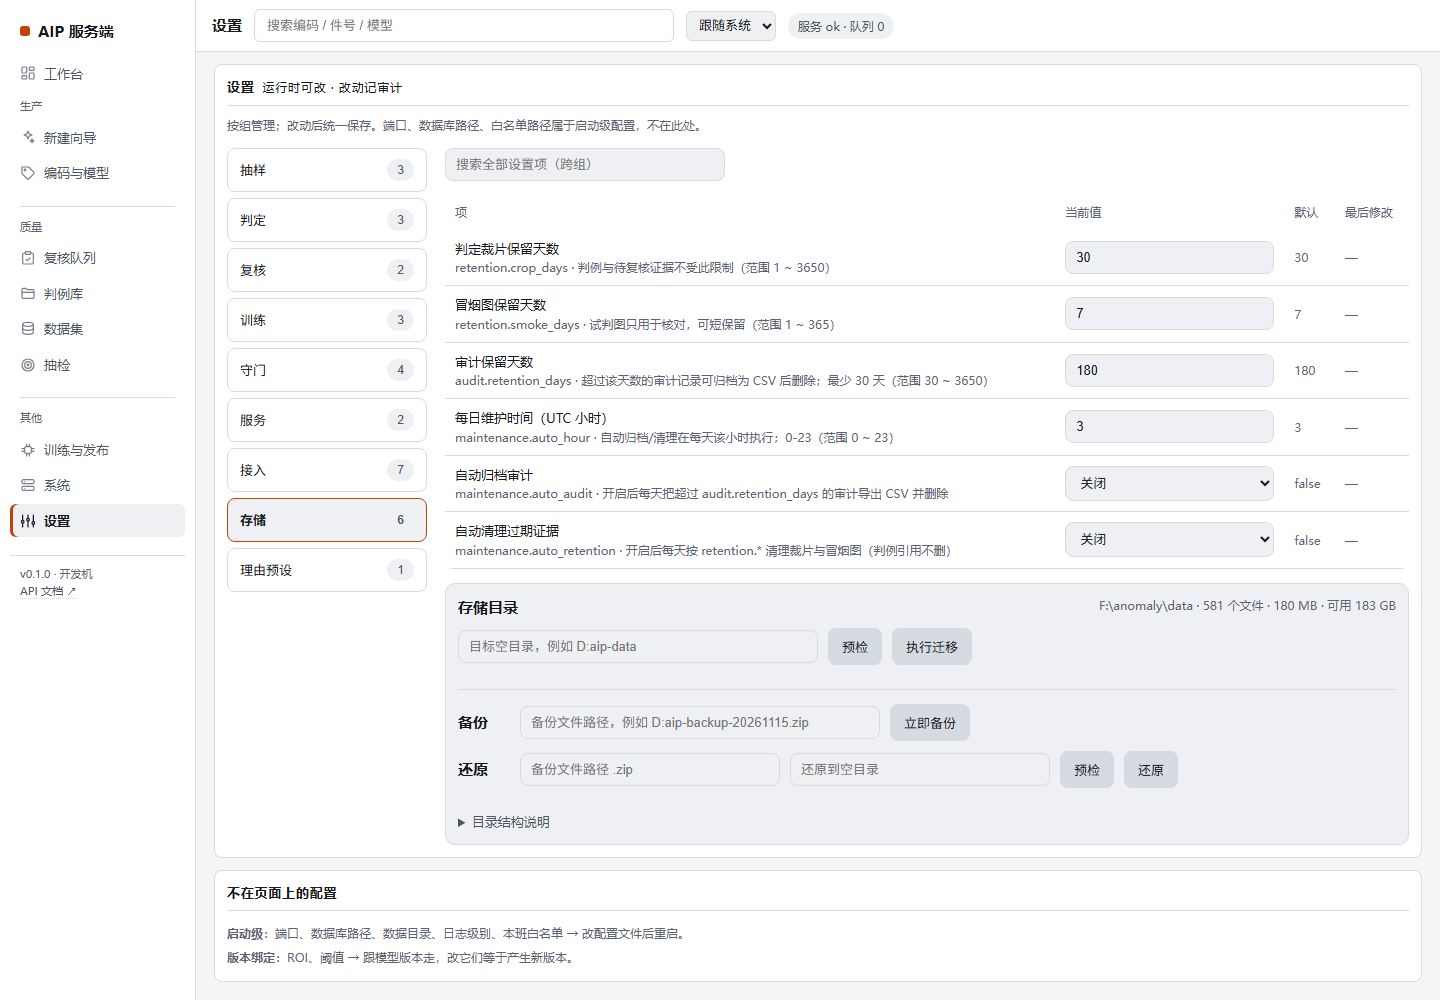 AIP 服务端
工作台
生产
新建向导
编码与模型
质量
复核队列
判例库
数据集
抽检
其他
训练与发布
系统
设置
v0.1.0 · 开发机
API 文档 ↗
设置
搜索编码 / 件号 / 模型
跟随系统
服务 ok · 队列 0
设置 运行时可改 · 改动记审计
按组管理；改动后统一保存。端口、数据库路径、白名单路径属于启动级配置，不在此处。
抽样 3
判定 3
复核 2
训练 3
守门 4
服务 2
接入 7
存储 6
理由预设 1
搜索全部设置项（跨组）
项 当前值 默认 最后修改
判定裁片保留天数
retention.crop_days · 判例与待复核证据不受此限制（范围 1 ~ 3650）
30 30 —
冒烟图保留天数
retention.smoke_days · 试判图只用于核对，可短保留（范围 1 ~ 365）
7 7 —
审计保留天数
audit.retention_days · 超过该天数的审计记录可归档为 CSV 后删除；最少 30 天（范围 30 ~ 3650）
180 180 —
每日维护时间（UTC 小时）
maintenance.auto_hour · 自动归档/清理在每天该小时执行；0-23（范围 0 ~ 23）
3 3 —
自动归档审计
maintenance.auto_audit · 开启后每天把超过 audit.retention_days 的审计导出 CSV 并删除
关闭 false —
自动清理过期证据
maintenance.auto_retention · 开启后每天按 retention.* 清理裁片与冒烟图（判例引用不删）
关闭 false —
存储目录 F:\anomaly\data · 581 个文件 · 180 MB · 可用 183 GB
目标空目录，例如 D:aip-data 预检 执行迁移
备份 备份文件路径，例如 D:aip-backup-20261115.zip 立即备份
还原 备份文件路径 .zip 还原到空目录 预检 还原
▶ 目录结构说明
不在页面上的配置
启动级：端口、数据库路径、数据目录、日志级别、本班白名单 → 改配置文件后重启。
版本绑定：ROI、阈值 → 跟模型版本走，改它们等于产生新版本。